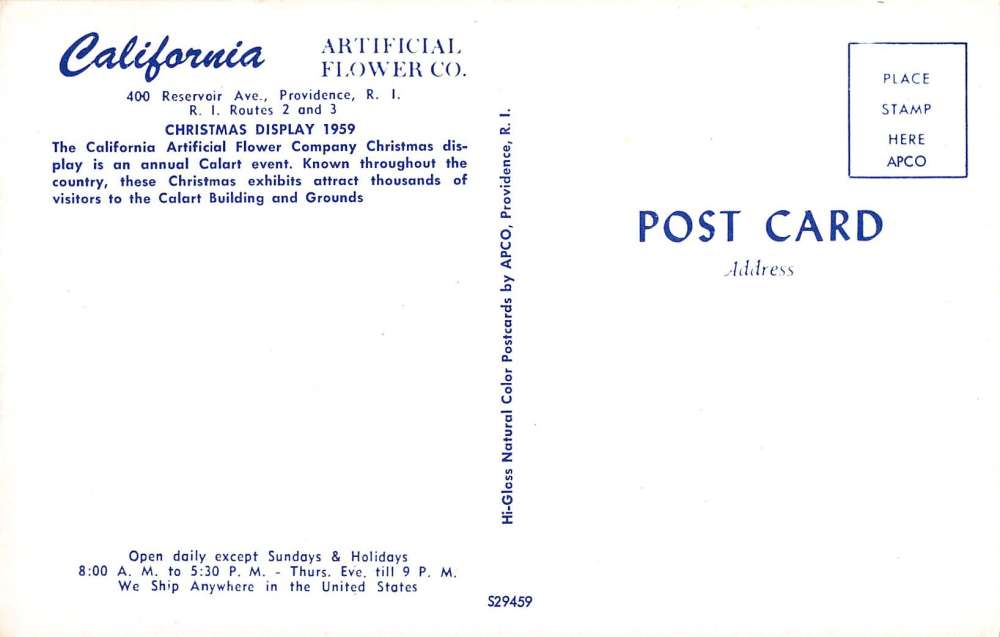 California ARTIFICIAL
FLOWER CO.
400 Reservoir Ave., Providence, R. I.
R. I. Routes 2 and 3
CHRISTMAS DISPLAY 1959
The California Artificial Flower Company Christmas dis-
play is an annual Calart event. Known throughout the
country, these Christmas exhibits attract thousands of
visitors to the Calart Building and Grounds
Open daily except Sundays & Holidays
8:00 A. M. to 5:30 P. M. - Thurs. Eve. till 9 P. M.
We Ship Anywhere in the United States
Hi-Gloss Natural Color Postcards by APCO, Providence, R. I.
S29459
PLACE
STAMP
HERE
APCO
POST CARD
Address